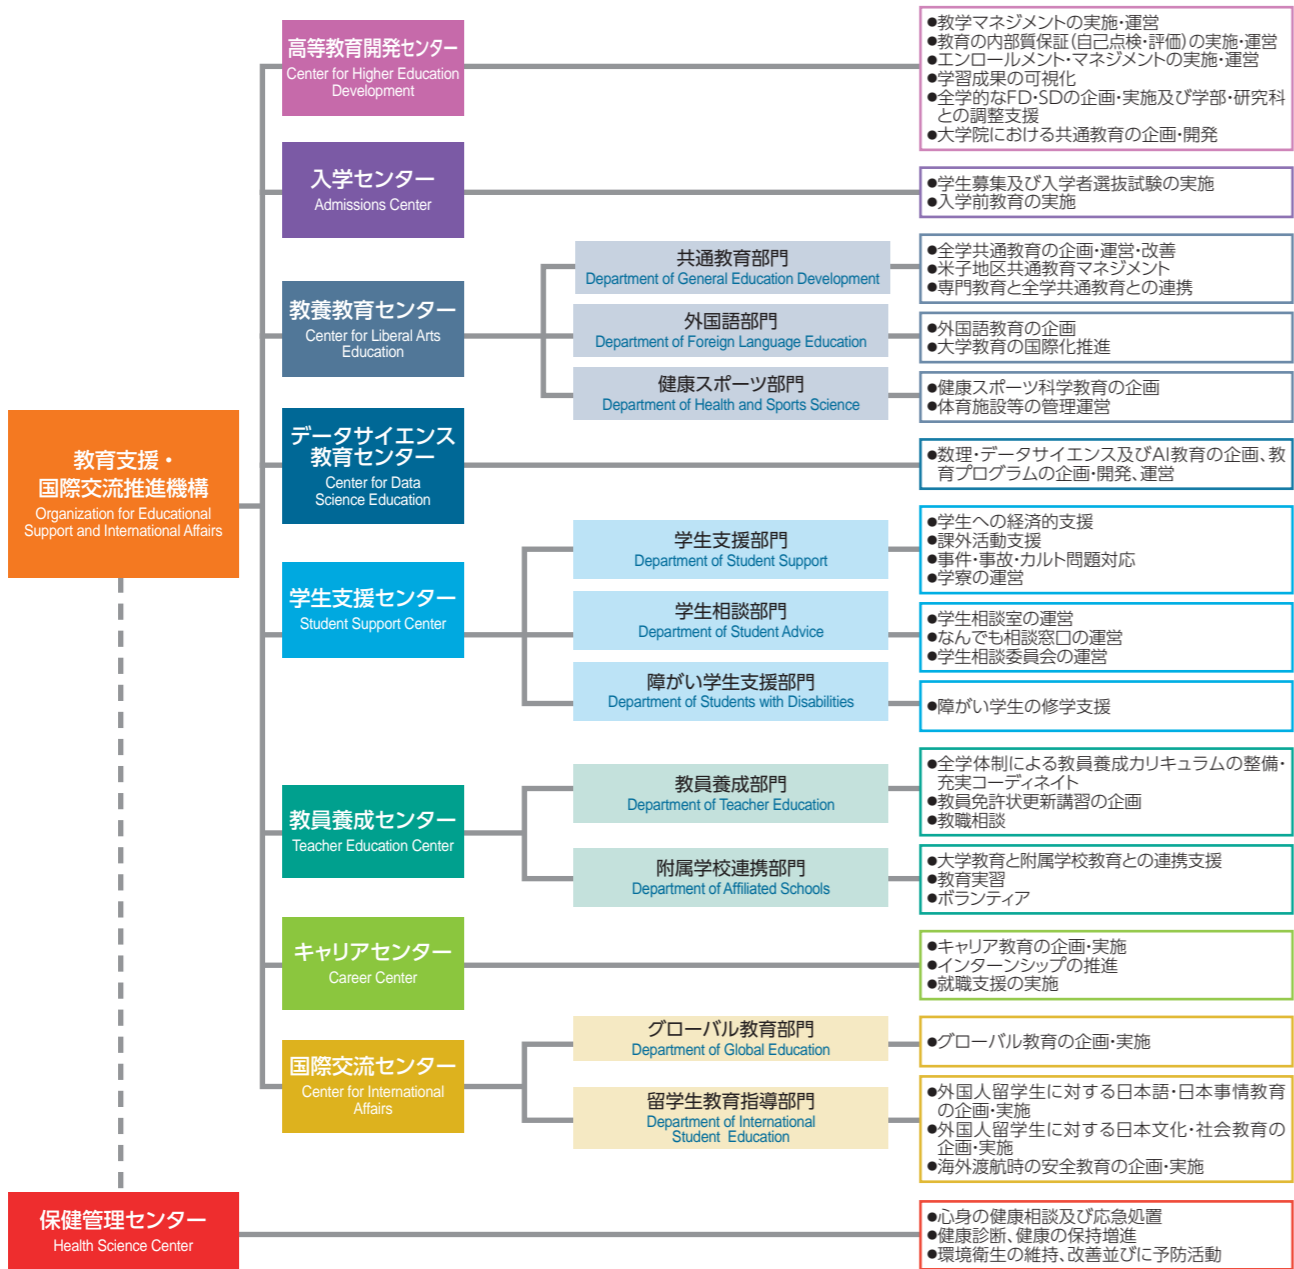 高等教育開発センター
Center for Higher Education
Development
●教学マネジメントの実施・運営
●教育の内部質保証(自己点検・評価)の実施・運営
●エンロールメント・マネジメントの実施・運営
●学習成果の可視化
●全学的なFD・SDの企画・実施及び学部・研究科
との調整支援
●大学院における共通教育の企画・開発
入学センター
Admissions Center
●学生募集及び入学者選抜試験の実施
●入学前教育の実施
教養教育センター
Center for Liberal Arts
Education
共通教育部門
Department of General Education Development
●全学共通教育の企画・運営・改善
●米子地区共通教育マネジメント
●専門教育と全学共通教育との連携
外国語部門
Department of Foreign Language Education
●外国語教育の企画
●大学教育の国際化推進
健康スポーツ部門
Department of Health and Sports Science
●健康スポーツ科学教育の企画
●体育施設等の管理運営
教育支援・
国際交流推進機構
Organization for Educational
Support and International Affairs
データサイエンス
教育センター
Center for Data
Science Education
●数理・データサイエンス及びAI教育の企画、教
育プログラムの企画・開発、運営
学生支援センター
Student Support Center
学生支援部門
Department of Student Support
●学生への経済的支援
●課外活動支援
●事件・事故・カルト問題対応
●学寮の運営
学生相談部門
Department of Student Advice
●学生相談室の運営
●なんでも相談窓口の運営
●学生相談委員会の運営
障がい学生支援部門
Department of Students with Disabilities
●障がい学生の修学支援
教員養成センター
Teacher Education Center
教員養成部門
Department of Teacher Education
●全学体制による教員養成カリキュラムの整備・
充実コーディネイト
●教員免許状更新講習の企画
●教職相談
附属学校連携部門
Department of Affiliated Schools
●大学教育と附属学校教育との連携支援
●教育実習
●ボランティア
キャリアセンター
Career Center
●キャリア教育の企画・実施
●インターンシップの推進
●就職支援の実施
国際交流センター
Center for International
Affairs
グローバル教育部門
Department of Global Education
●グローバル教育の企画・実施
留学生教育指導部門
Department of International
Student Education
●外国人留学生に対する日本語・日本事情教育
の企画・実施
●外国人留学生に対する日本文化・社会教育の
企画・実施
●海外渡航時の安全教育の企画・実施
保健管理センター
Health Science Center
●心身の健康相談及び応急処置
●健康診断、健康の保持増進
●環境衛生の維持、改善並びに予防活動